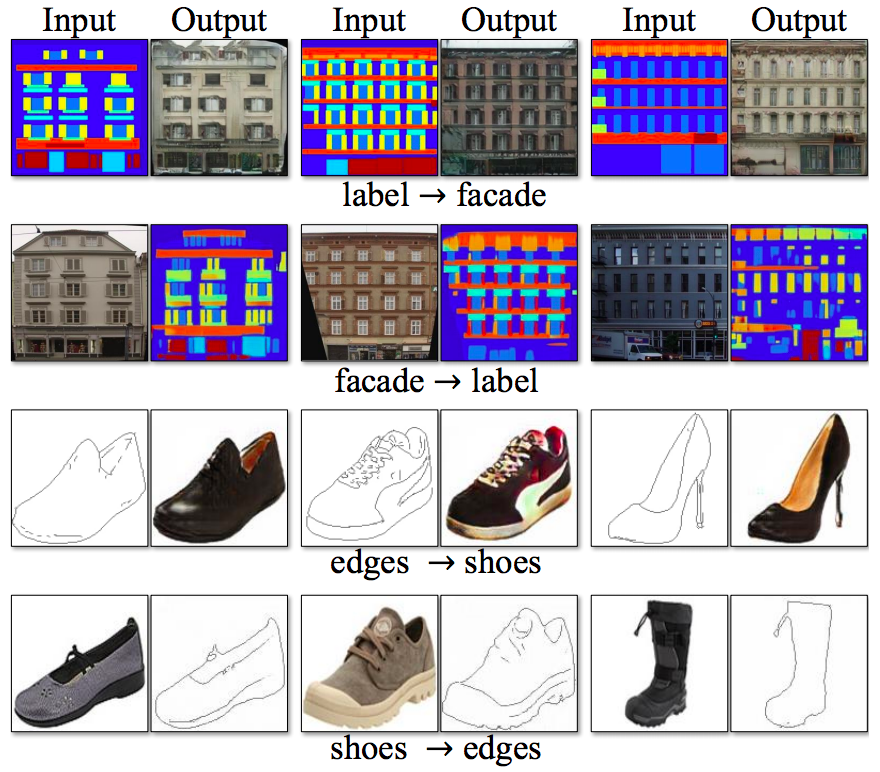 Input Output Input Output Input Output
label → facade
facade → label
edges → shoes
shoes → edges